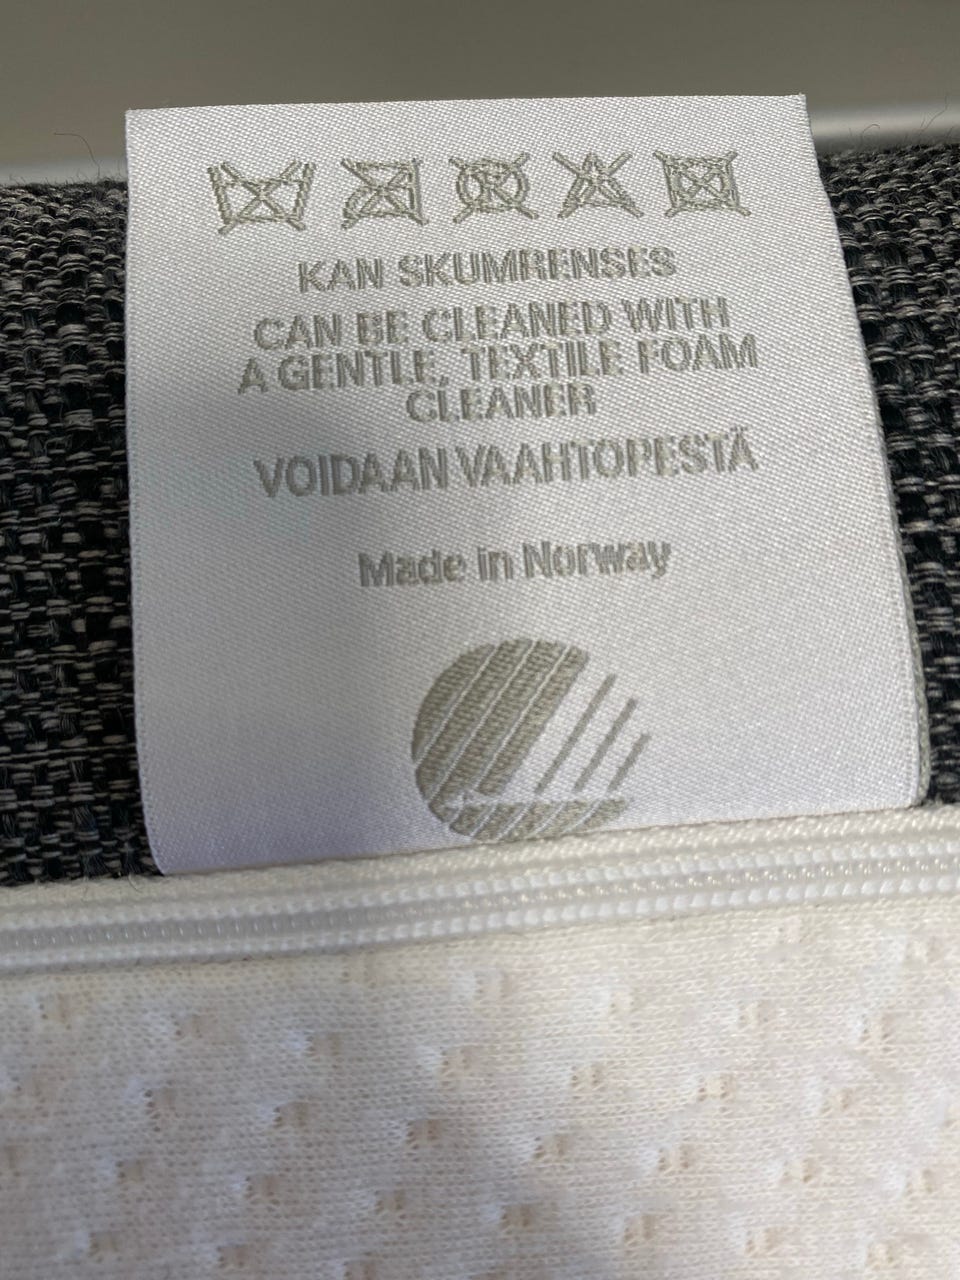 KAN SKUMRENSES
CAN BE CLEANED WITH
A GENTLE, TEXTILE FOAM
CLEANER
VOIDAAN VAAHTOPESTÄ
Made in Norway